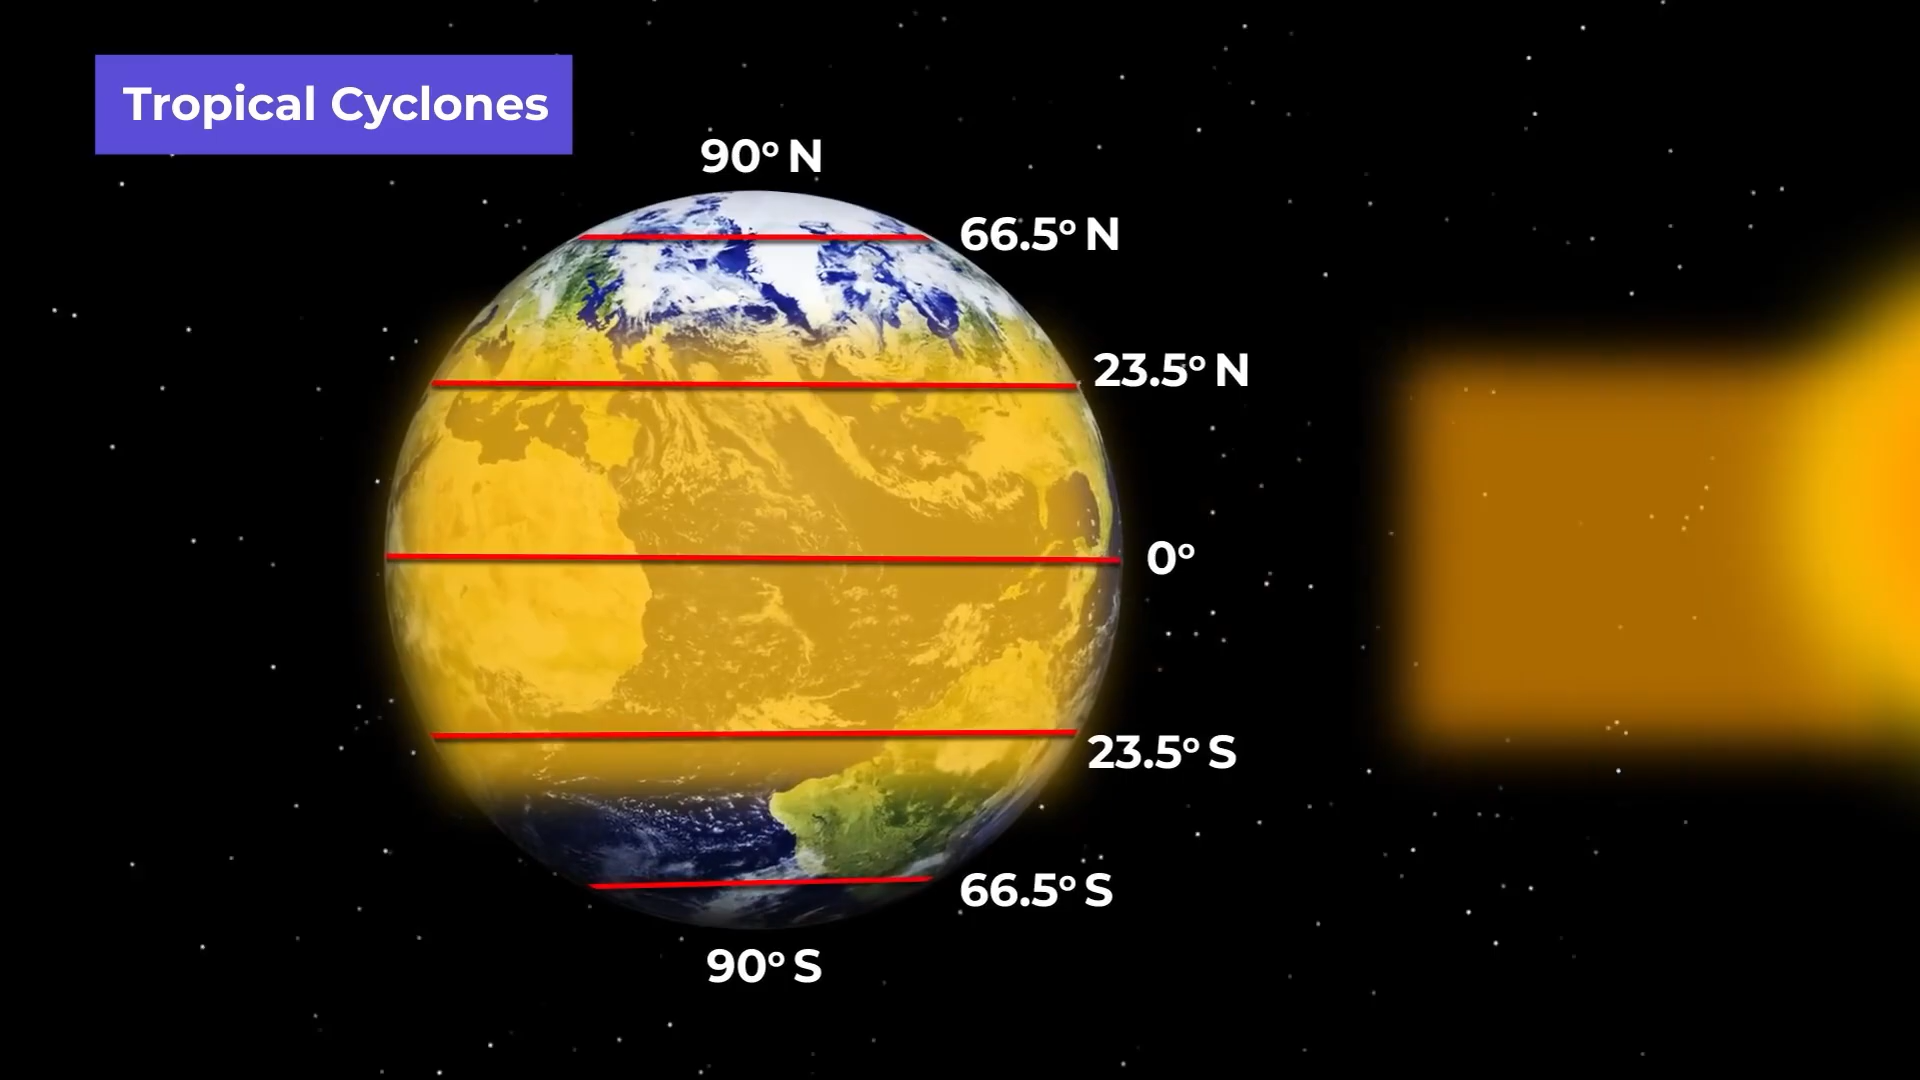 Tropical Cyclones
90° N
66.5° N
23.5° N
0°
23.5° S
66.5° S
90° S